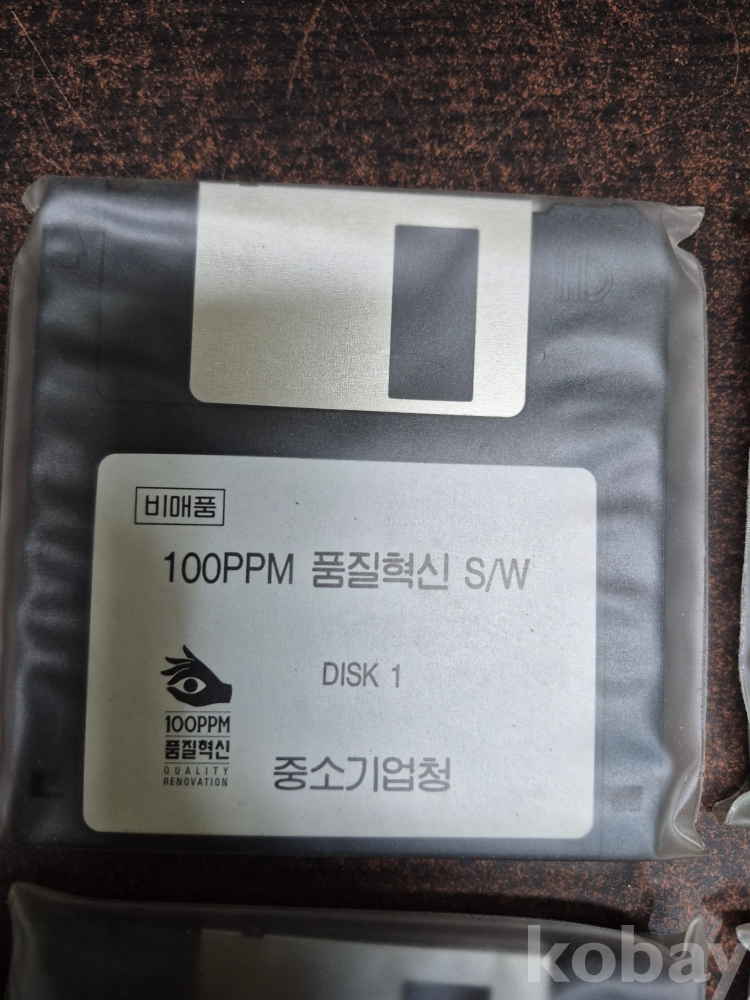 HD
비매품
100PPM 품질혁신 S/W
DISK 1
100PPM
품질혁신
QUALITY
RENOVATION
중소기업청
kobay